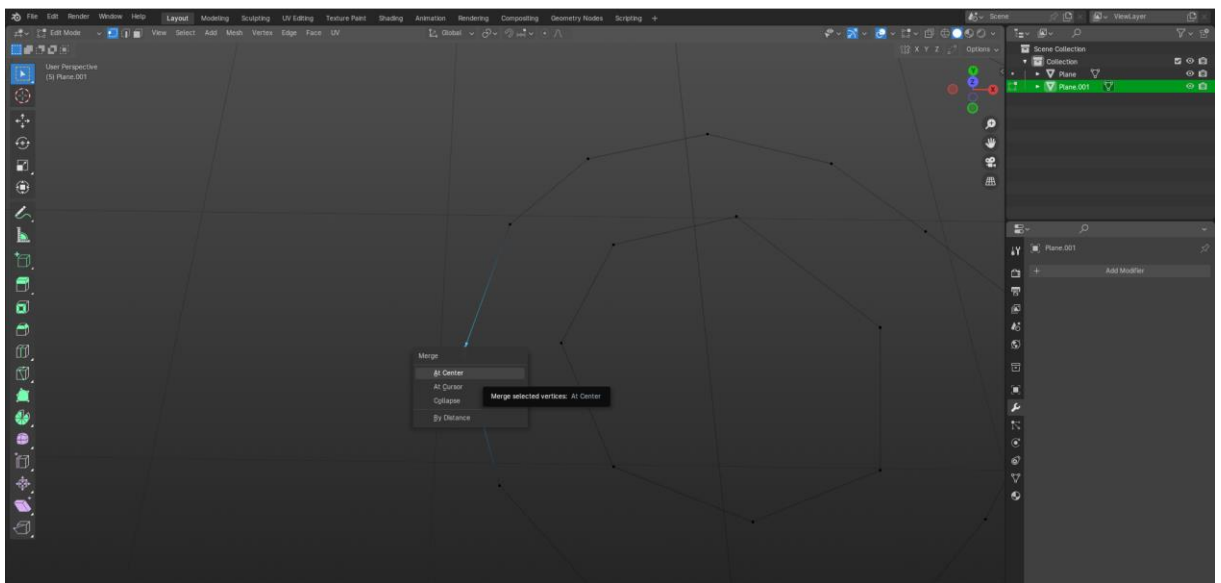 File Edit Render Window Help Layout Modeling Sculpting UV Editing Texture Paint Shading Animation Rendering Compositing Geometry Nodes Scripting + Scene ViewLayer
Edit Mode View Select Add Mesh Vertex Edge Face UV Global
X Y Z Options
User Perspective
(5) Plane.001
Z
Y
X
Scene Collection
Collection
Plane
Plane.001
Plane.001
+ Add Modifier
Merge
At Center
At Cursor
Collapse
By Distance
Merge selected vertices: At Center